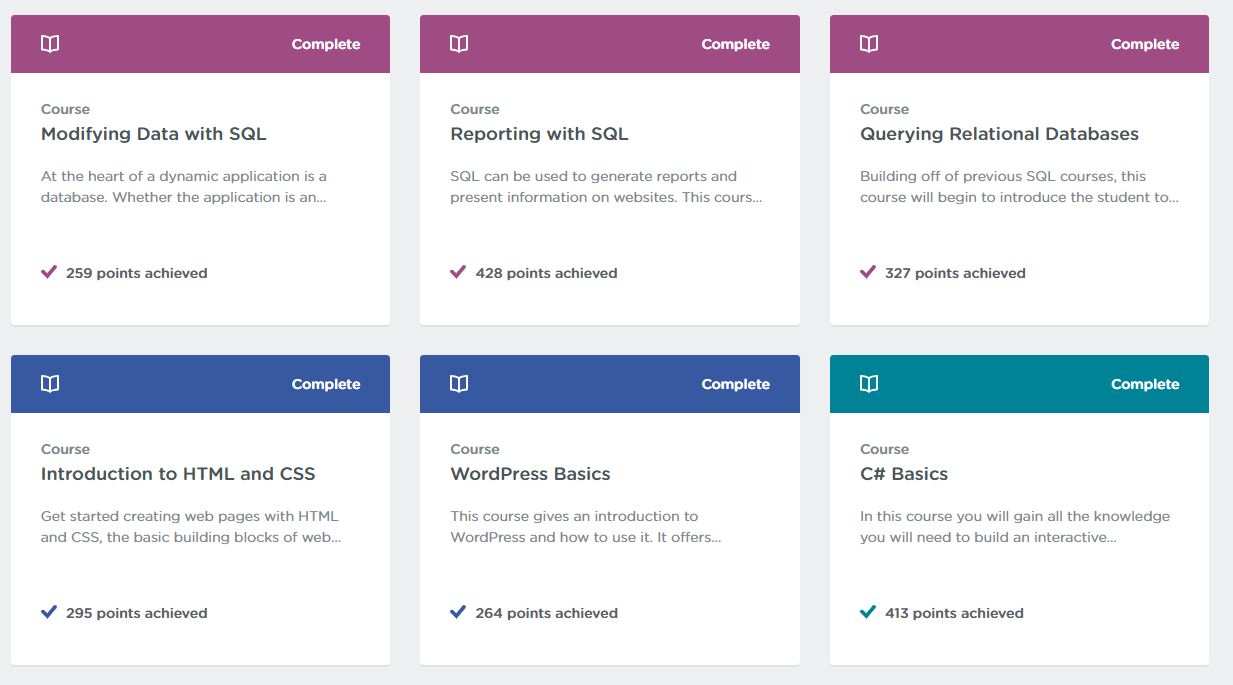 Complete
Course
Modifying Data with SQL
At the heart of a dynamic application is a
database. Whether the application is an...
259 points achieved
Complete
Course
Reporting with SQL
SQL can be used to generate reports and
present information on websites. This cours...
428 points achieved
Complete
Course
Querying Relational Databases
Building off of previous SQL courses, this
course will begin to introduce the student to...
327 points achieved
Complete
Course
Introduction to HTML and CSS
Get started creating web pages with HTML
and CSS, the basic building blocks of web...
295 points achieved
Complete
Course
WordPress Basics
This course gives an introduction to
WordPress and how to use it. It offers...
264 points achieved
Complete
Course
C# Basics
In this course you will gain all the knowledge
you will need to build an interactive...
413 points achieved